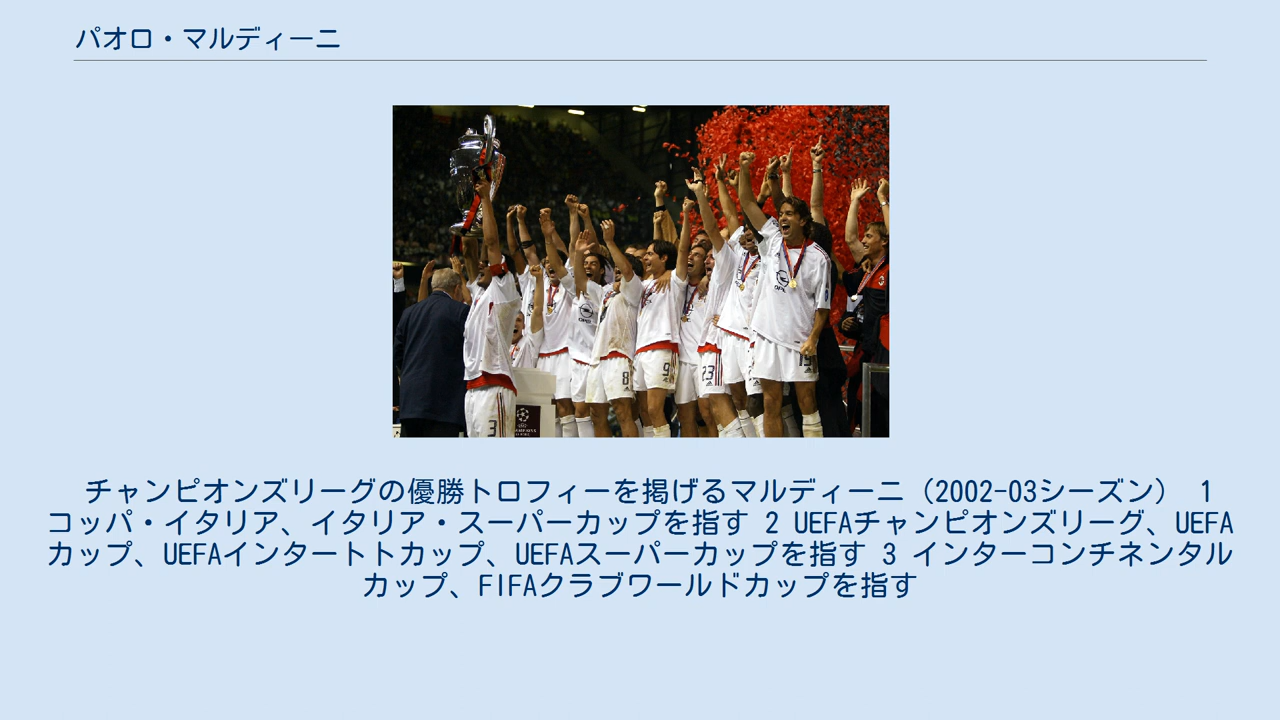 パオロ・マルディーニ
OPEL
OPEL
8
9
23
19
3
チャンピオンズリーグの優勝トロフィーを掲げるマルディーニ（2002-03シーズン） 1
コッパ・イタリア、イタリア・スーパーカップを指す 2 UEFAチャンピオンズリーグ、UEFA
カップ、UEFAインタートトカップ、UEFAスーパーカップを指す 3 インターコンチネンタル
カップ、FIFAクラブワールドカップを指す